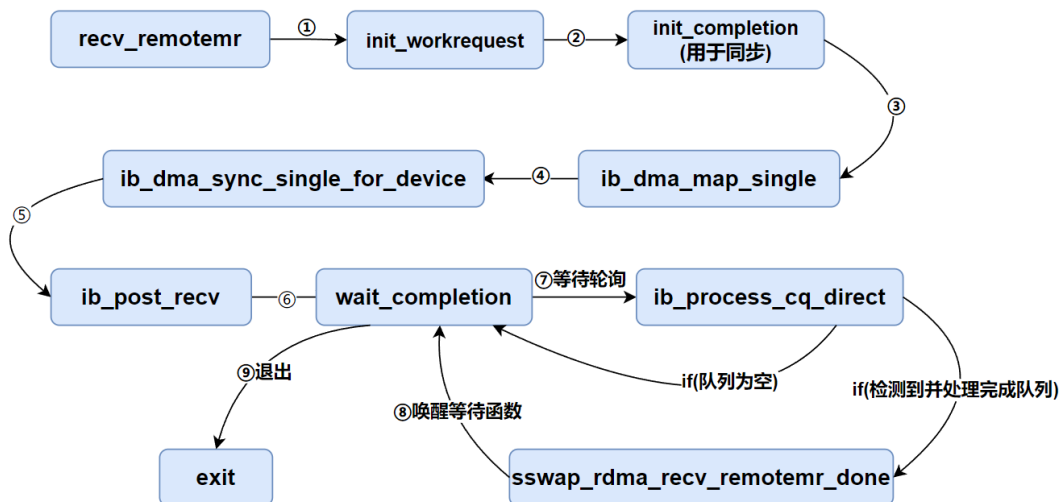 recv_remotemr
①
init_workrequest
②
init_completion
(用于同步)
③
ib_dma_map_single
④
ib_dma_sync_single_for_device
⑤
ib_post_recv
⑥
wait_completion
⑦等待轮询
ib_process_cq_direct
if(队列为空)
if(检测到并处理完成队列)
⑧唤醒等待函数
⑨退出
exit
sswap_rdma_recv_remotemr_done